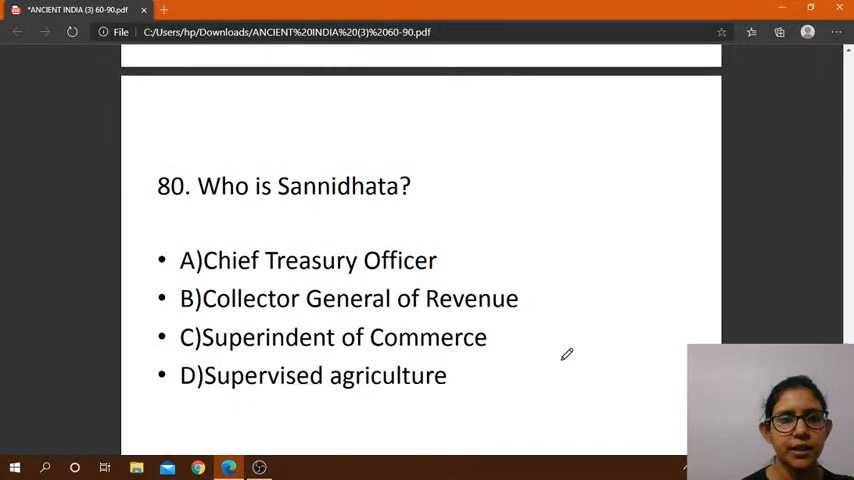 *ANCIENT INDIA (3) 60-90.pdf
File C:/Users/hp/Downloads/ANCIENT%20INDIA%20(3)%2060-90.pdf
80. Who is Sannidhata?
• A)Chief Treasury Officer
• B)Collector General of Revenue
• C)Superindent of Commerce
• D)Supervised agriculture